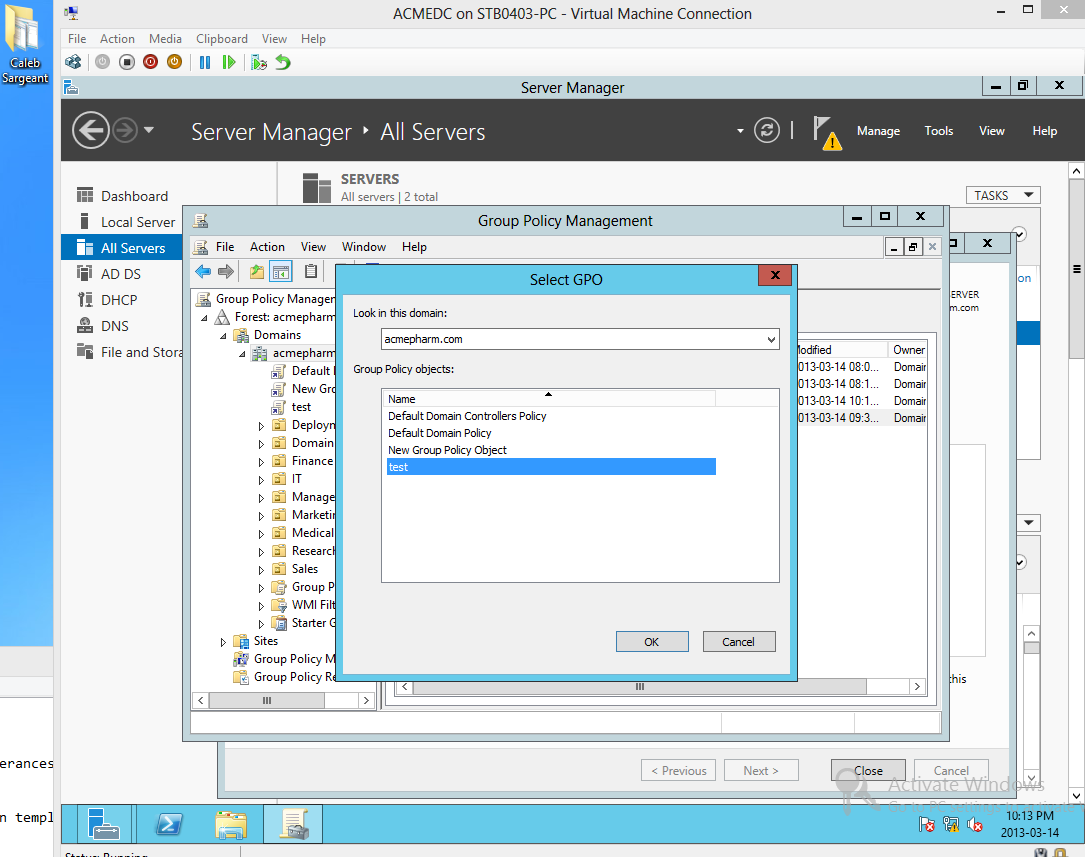 ACMEDC on STB0403-PC - Virtual Machine Connection
Caleb
Sargeant
File Action Media Clipboard View Help
Server Manager
Server Manager All Servers
Manage Tools View Help
SERVERS
All servers | 2 total
TASKS
Dashboard
Local Server
All Servers
AD DS
DHCP
DNS
File and Stora
Group Policy Management
File Action View Window Help
Group Policy Manager
Forest: acmepharm
Domains
acmepharm
Default
New Gro
test
Deploym
Domain
Finance
IT
Manage
Marketin
Medical
Research
Sales
Group P
WMI Filt
Starter G
Sites
Group Policy M
Group Policy Re
Select GPO
Look in this domain:
acmepharm.com
Group Policy objects:
Name
Default Domain Controllers Policy
Default Domain Policy
New Group Policy Object
test
OK Cancel
Modified Owner
013-03-14 08:0... Domain
013-03-14 08:1... Domain
013-03-14 10:1... Domain
013-03-14 09:3... Domain
on
SERVER
m.com
this
< Previous Next > Close Cancel
Activate Windows
erances
n templ
10:13 PM
2013-03-14
Status: Running